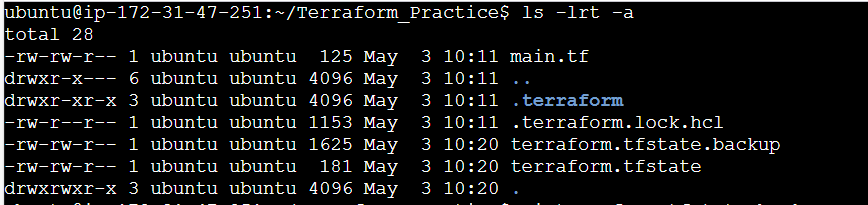 ubuntu@ip-172-31-47-251:~/Terraform_Practice$ ls -lrt -a
total 28
-rw-rw-r-- 1 ubuntu ubuntu  125 May  3 10:11 main.tf
drwxr-x--- 6 ubuntu ubuntu 4096 May  3 10:11 ..
drwxr-xr-x 3 ubuntu ubuntu 4096 May  3 10:11 .terraform
-rw-r--r-- 1 ubuntu ubuntu 1153 May  3 10:11 .terraform.lock.hcl
-rw-rw-r-- 1 ubuntu ubuntu 1625 May  3 10:20 terraform.tfstate.backup
-rw-rw-r-- 1 ubuntu ubuntu  181 May  3 10:20 terraform.tfstate
drwxrwxr-x 3 ubuntu ubuntu 4096 May  3 10:20 .